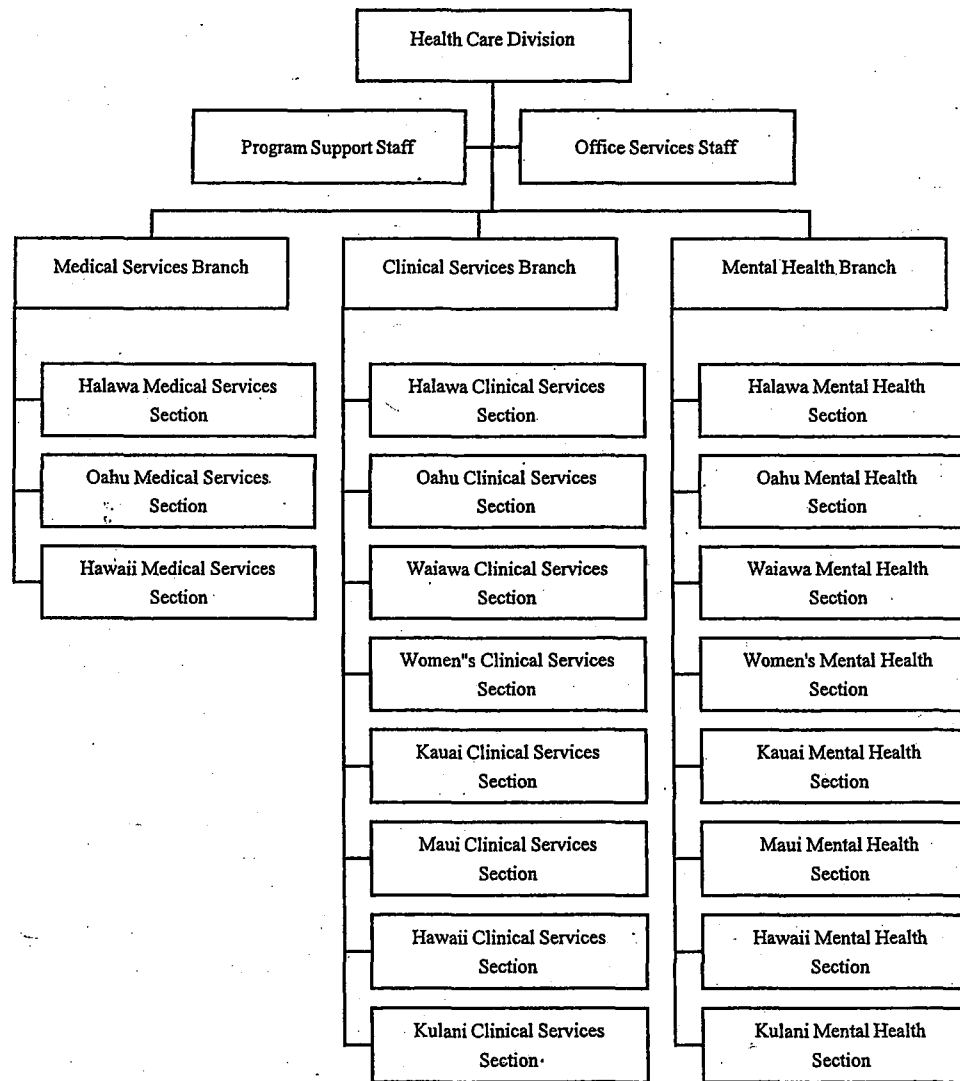 Health Care Division
Program Support Staff
Office Services Staff
Medical Services Branch
Clinical Services Branch
Mental Health Branch
Halawa Medical Services
Section
Oahu Medical Services
Section
Hawaii Medical Services
Section
Halawa Clinical Services
Section
Oahu Clinical Services
Section
Waiawa Clinical Services
Section
Women"s Clinical Services
Section
Kauai Clinical Services
Section
Maui Clinical Services
Section
Hawaii Clinical Services
Section
Kulani Clinical Services
Section
Halawa Mental Health
Section
Oahu Mental Health
Section
Waiawa Mental Health
Section
Women's Mental Health
Section
Kauai Mental Health
Section
Maui Mental Health
Section
Hawaii Mental Health
Section
Kulani Mental Health
Section